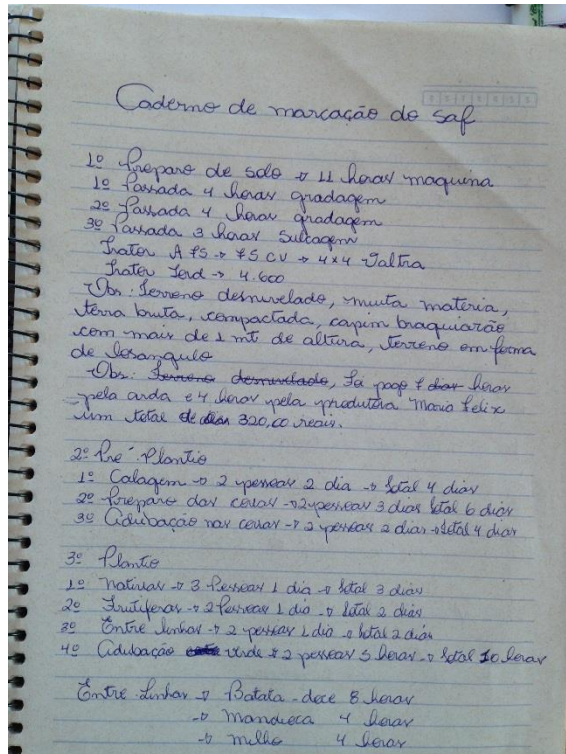 Caderno de marcação do saf
1º Preparo de solo → 11 horas maquina
1º Passada 4 horas gradagem
2º Passada 4 horas gradagem
3º Passada 3 horas sulcagem
Trator A 75 → 75 CV → 4x4 Valtra
Trator Ford → 4.600
Obs: Terreno desnivelado, muita materia,
terra bruta, compactada, capim braquiarão
com mais de 1 mt de altura, terreno em forma
de losangulo
Obs: Terreno desnivelado, Foi pago 7 dias horas
pela arda e 4 horas pela produtora Maria Felix
um total de 320,00 reais.
2º Pré-Plantio
1º Calagem → 2 pessoas 2 dia → total 4 dias
2º Preparo das covas → 2 pessoas 3 dias total 6 dias
3º Adubação nas covas → 2 pessoas 2 dias → total 4 dias
3º Plantio
1º Nativas → 3 Pessoas 1 dia → total 3 dias
2º Frutiferas → 2 Pessoas 1 dia → total 2 dias
3º Entre linhas → 2 pessoas 1 dia → total 2 dias
4º Adubação verde → 2 pessoas 5 horas → total 10 horas
Entre-Linhas → Batata-doce 8 horas
→ mandioca 4 horas
→ milho 4 horas